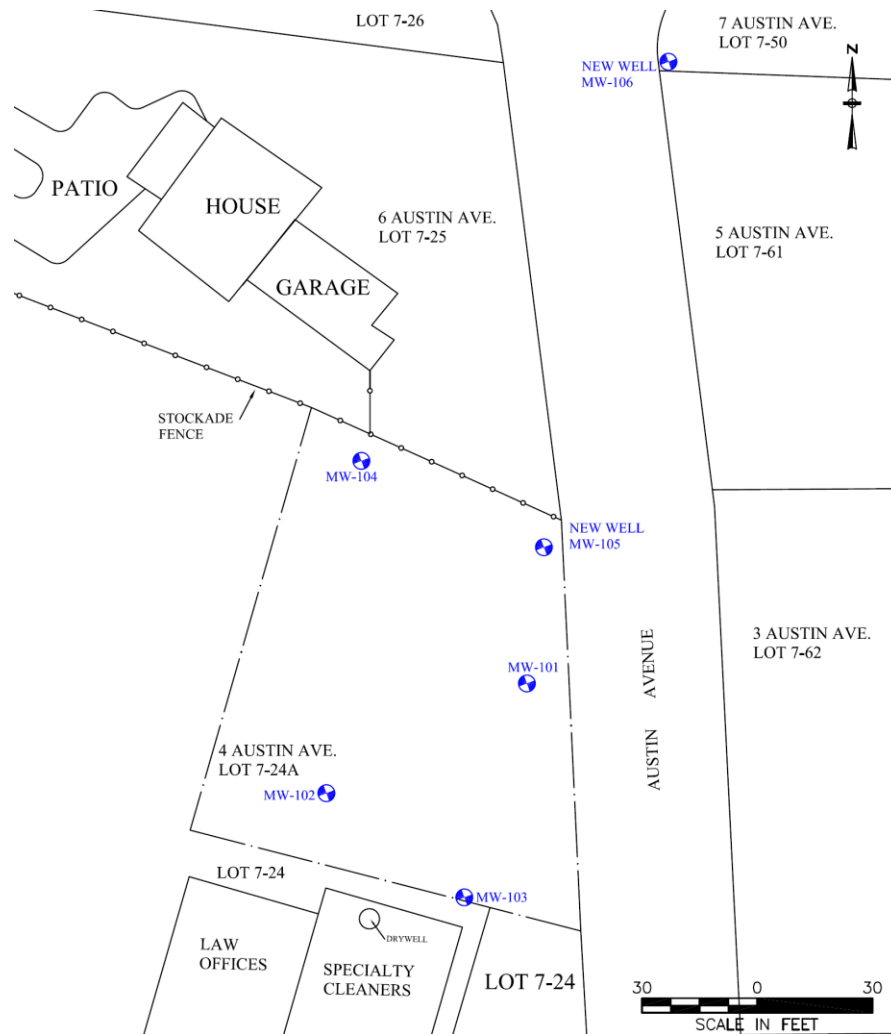 LOT 7-26
7 AUSTIN AVE.
LOT 7-50
NEW WELL
MW-106
N
PATIO
HOUSE
6 AUSTIN AVE.
LOT 7-25
5 AUSTIN AVE.
LOT 7-61
GARAGE
STOCKADE
FENCE
MW-104
NEW WELL
MW-105
3 AUSTIN AVE.
LOT 7-62
MW-101
AUSTIN AVENUE
4 AUSTIN AVE.
LOT 7-24A
MW-102
LOT 7-24
MW-103
DRYWELL
LAW
OFFICES
SPECIALTY
CLEANERS
LOT 7-24
30 0 30
SCALE IN FEET